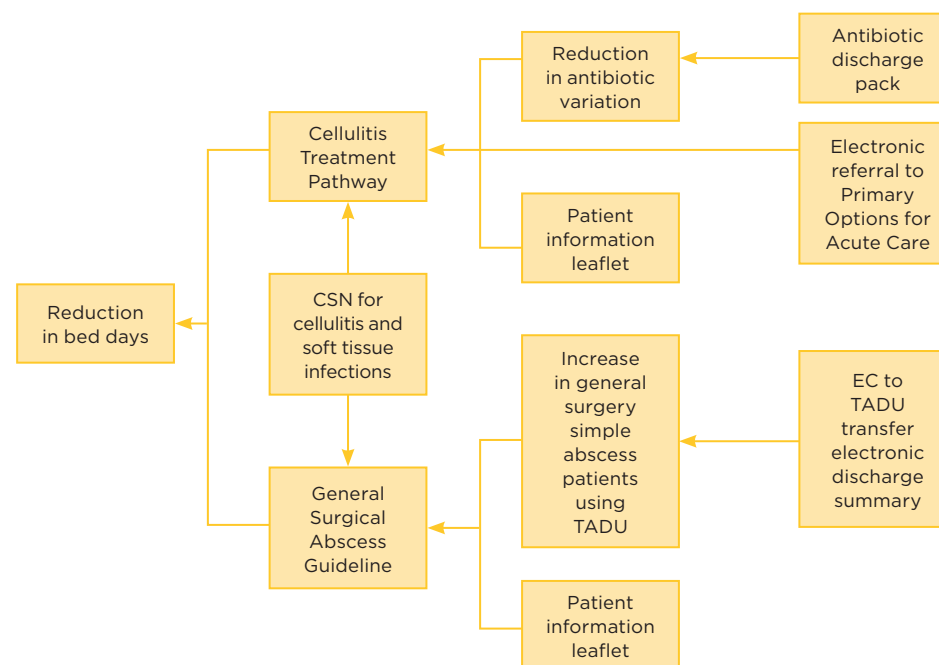 Reduction
in bed days
Cellulitis
Treatment
Pathway
CSN for
cellulitis and
soft tissue
infections
General
Surgical
Abscess
Guideline
Reduction
in antibiotic
variation
Patient
information
leaflet
Increase
in general
surgery
simple
abscess
patients
using
TADU
Patient
information
leaflet
Antibiotic
discharge
pack
Electronic
referral to
Primary
Options for
Acute Care
EC to
TADU
transfer
electronic
discharge
summary